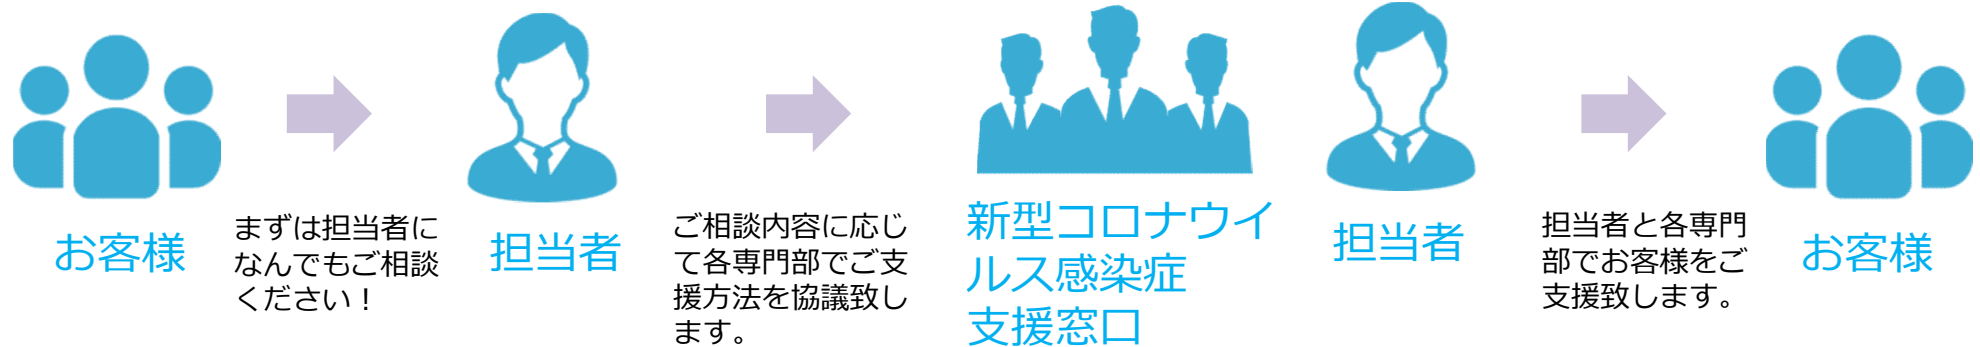 お客様
まずは担当者に
なんでもご相談
ください！
担当者
ご相談内容に応じ
て各専門部でご支
援方法を協議致し
ます。
新型コロナウイ
ルス感染症
支援窓口
担当者
担当者と各専門
部でお客様をご
支援致します。
お客様